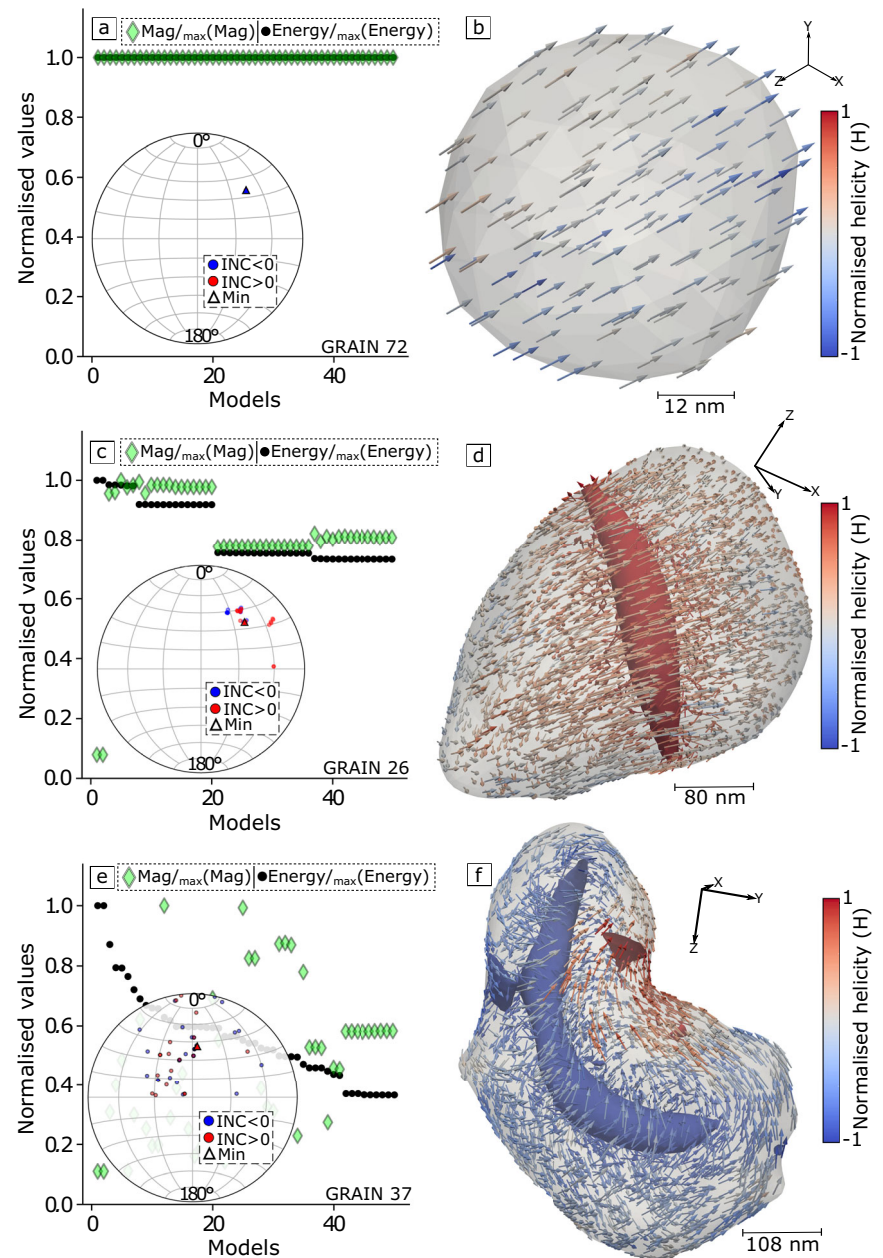 a
Mag/max(Mag) Energy/max(Energy)
1.0
0.8
0.6
0.4
0.2
0.0
Normalised values
0°
INC<0
INC>0
Min
180°
GRAIN 72
0 20 40
Models
b
Y
Z X
1
Normalised helicity (H)
-1
12 nm
c
Mag/max(Mag) Energy/max(Energy)
1.0
0.8
0.6
0.4
0.2
0.0
Normalised values
0°
INC<0
INC>0
Min
180°
GRAIN 26
0 20 40
Models
d
Z
Y X
1
Normalised helicity (H)
-1
80 nm
e
Mag/max(Mag) Energy/max(Energy)
1.0
0.8
0.6
0.4
0.2
0.0
Normalised values
0°
INC<0
INC>0
Min
180°
GRAIN 37
0 20 40
Models
f
X
Y
Z
1
Normalised helicity (H)
-1
108 nm